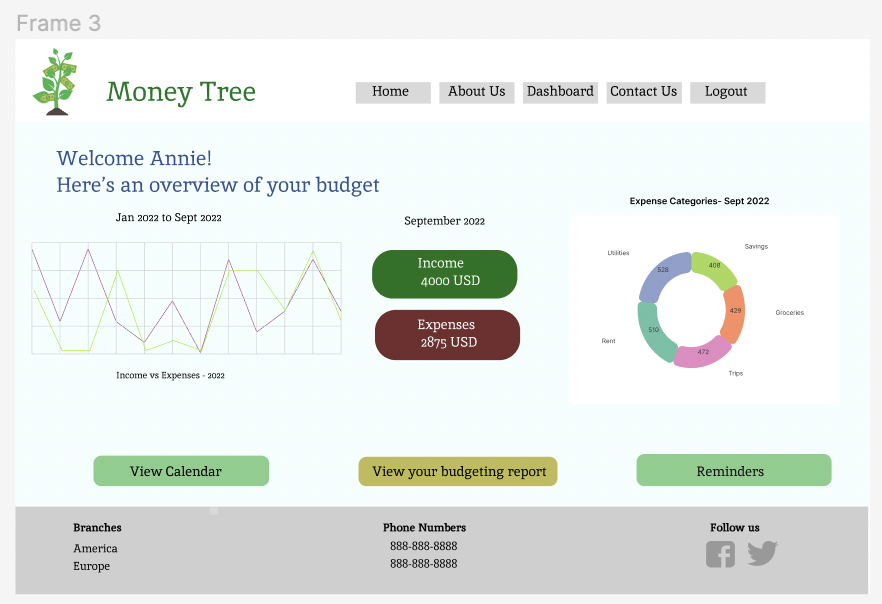 Frame 3
Money Tree
Home
About Us
Dashboard
Contact Us
Logout
Welcome Annie!
Here's an overview of your budget
Jan 2022 to Sept 2022
Income vs Expenses - 2022
September 2022
Income
4000 USD
Expenses
2875 USD
Expense Categories- Sept 2022
Utilities
Savings
528
408
Groceries
429
Rent
510
472
Trips
View Calendar
View your budgeting report
Reminders
Branches
America
Europe
Phone Numbers
888-888-8888
888-888-8888
Follow us